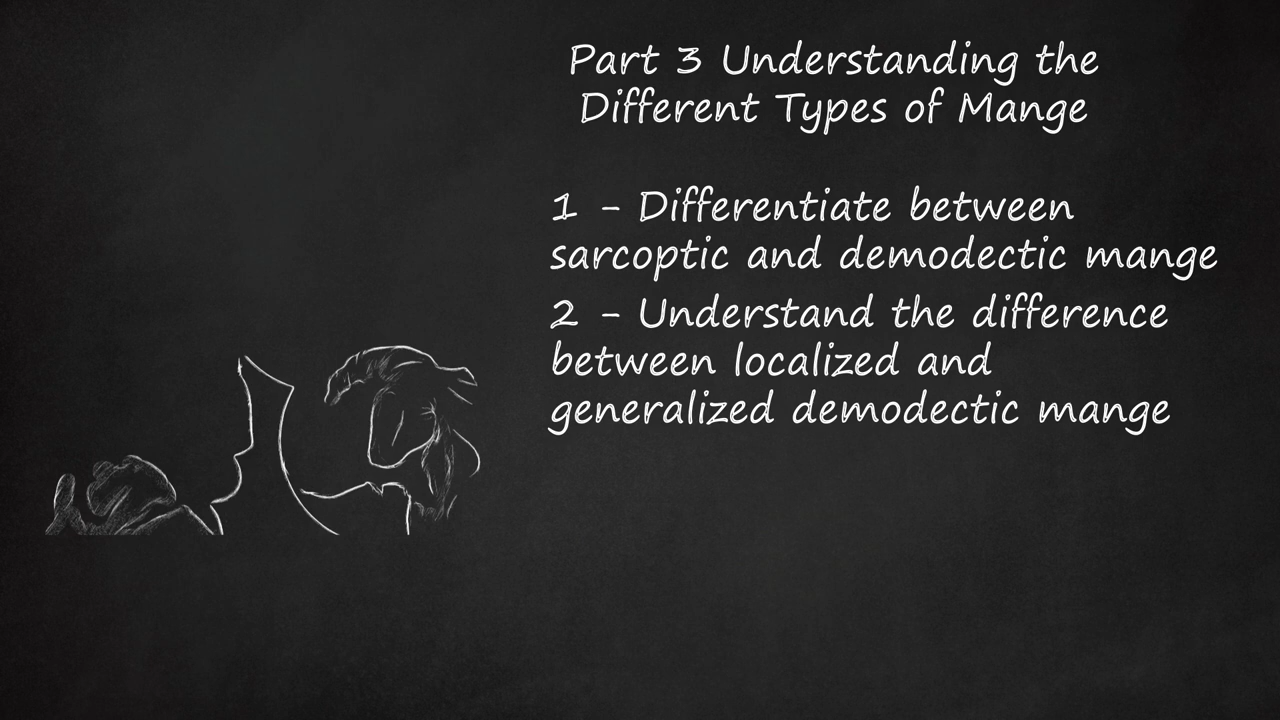 Part 3 Understanding the
Different Types of Mange
1 - Differentiate between
sarcoptic and demodectic mange
2 - Understand the difference
between localized and
generalized demodectic mange